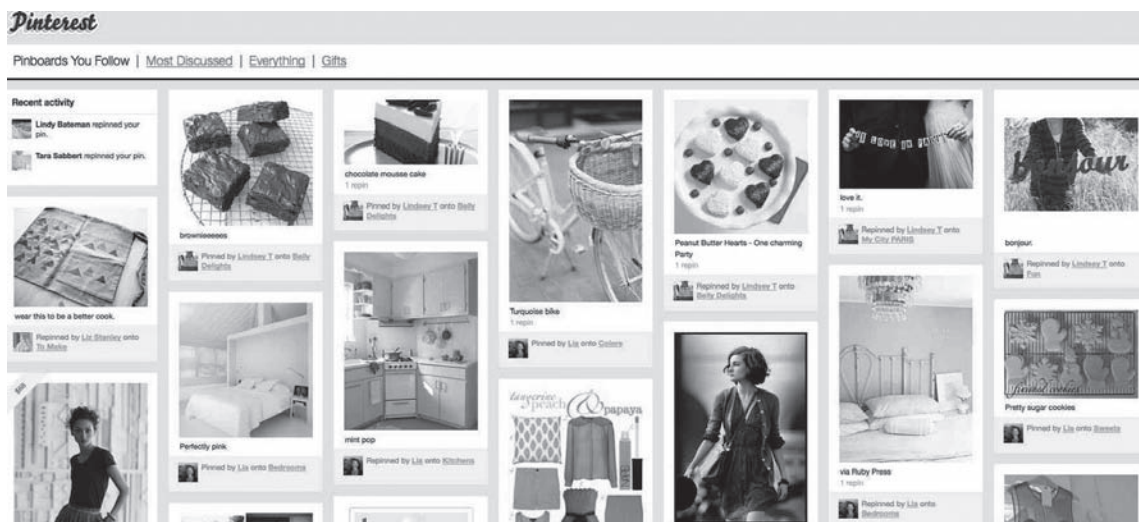 Pinterest
Pinboards You Follow | Most Discussed | Everything | Gifts
Recent activity
Lindy Bateman repinned your
pin.
Tara Sabbert repinned your pin.
wear this to be a better cook.
Repinned by Liz Stanley onto
To Make
brownieeeees
Pinned by Lindsey T onto Belly
Delights
Perfectly pink
Pinned by Lia onto Bedrooms
chocolate mousse cake
1 repin
Pinned by Lindsey T onto Belly
Delights
mint pop
Repinned by Lia onto Kitchens
Turquoise bike
1 repin
Pinned by Lia onto Colors
tangerine
peach & papaya
Peanut Butter Hearts - One charming
Party
1 repin
Repinned by Lindsey T onto
Belly Delights
love it.
1 repin
Repinned by Lindsey T onto
My City PARIS
via Ruby Press
1 repin
Repinned by Lia onto
Bedrooms
bonjour
bonjour.
Repinned by Lindsey T onto
Fun
Pretty sugar cookies
Pinned by Lia onto Sweets